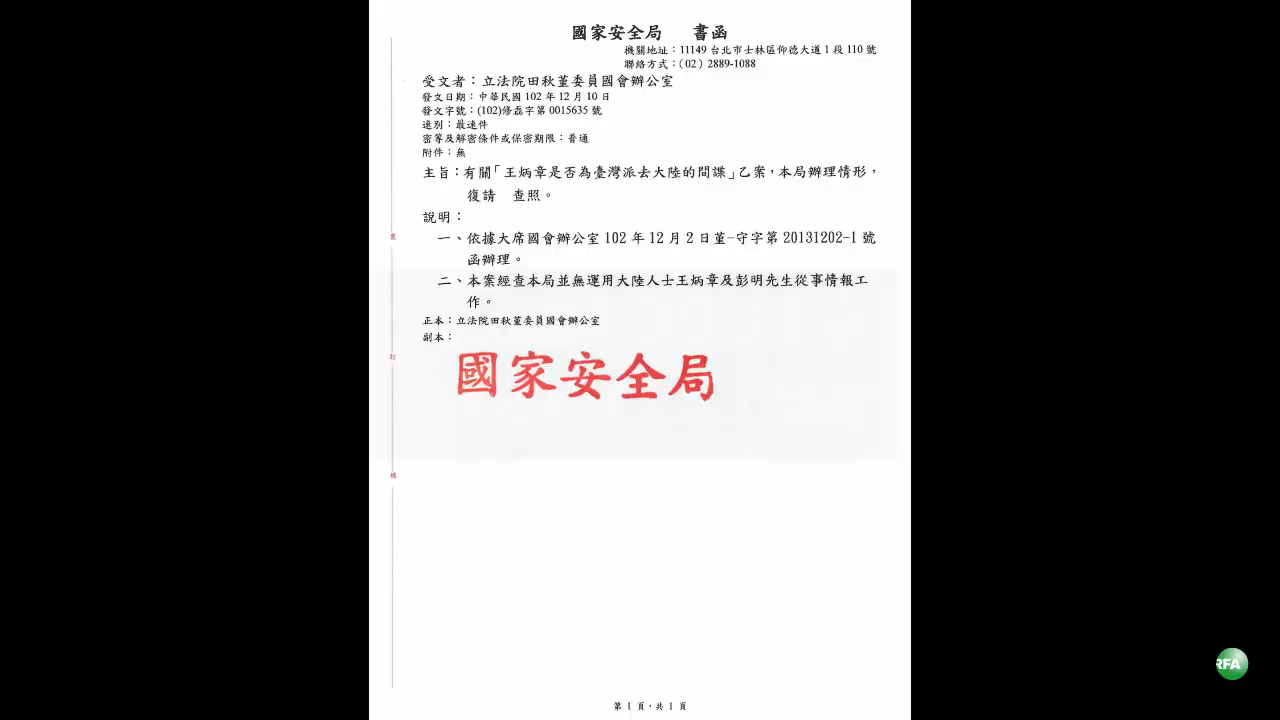 國家安全局　書函
機關地址：11149 台北市士林區仰德大道1段110號
聯絡方式：(02) 2889-1088
受文者：立法院田秋堇委員國會辦公室
發文日期：中華民國102年12月10日
發文字號：(102)修磊字第0015635號
速別：最速件
密等及解密條件或保密期限：普通
附件：無
主旨：有關「王炳章是否為臺灣派去大陸的間諜」乙案，本局辦理情形，
復請　查照。
說明：
一、依據大席國會辦公室102年12月2日堇-守字第20131202-1號
函辦理。
二、本案經查本局並無運用大陸人士王炳章及彭明先生從事情報工
作。
正本：立法院田秋堇委員國會辦公室
副本：
國家安全局
裝
訂
線
第1頁，共1頁
RFA